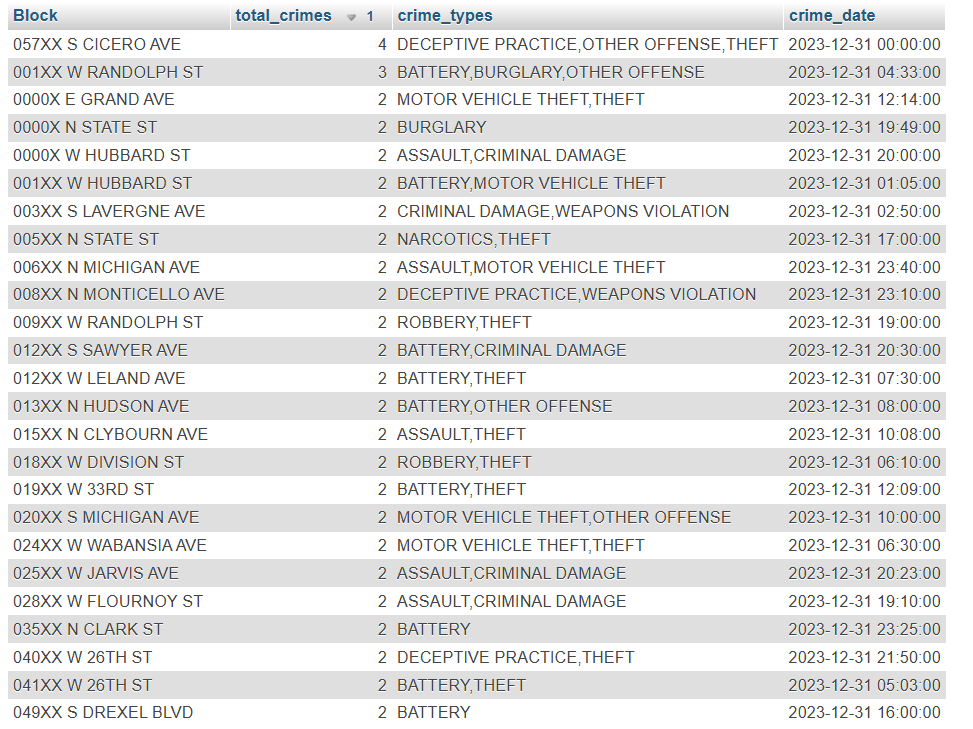 Block total_crimes 1 crime_types crime_date
057XX S CICERO AVE 4 DECEPTIVE PRACTICE,OTHER OFFENSE,THEFT 2023-12-31 00:00:00
001XX W RANDOLPH ST 3 BATTERY,BURGLARY,OTHER OFFENSE 2023-12-31 04:33:00
0000X E GRAND AVE 2 MOTOR VEHICLE THEFT,THEFT 2023-12-31 12:14:00
0000X N STATE ST 2 BURGLARY 2023-12-31 19:49:00
0000X W HUBBARD ST 2 ASSAULT,CRIMINAL DAMAGE 2023-12-31 20:00:00
001XX W HUBBARD ST 2 BATTERY,MOTOR VEHICLE THEFT 2023-12-31 01:05:00
003XX S LAVERGNE AVE 2 CRIMINAL DAMAGE,WEAPONS VIOLATION 2023-12-31 02:50:00
005XX N STATE ST 2 NARCOTICS,THEFT 2023-12-31 17:00:00
006XX N MICHIGAN AVE 2 ASSAULT,MOTOR VEHICLE THEFT 2023-12-31 23:40:00
008XX N MONTICELLO AVE 2 DECEPTIVE PRACTICE,WEAPONS VIOLATION 2023-12-31 23:10:00
009XX W RANDOLPH ST 2 ROBBERY,THEFT 2023-12-31 19:00:00
012XX S SAWYER AVE 2 BATTERY,CRIMINAL DAMAGE 2023-12-31 20:30:00
012XX W LELAND AVE 2 BATTERY,THEFT 2023-12-31 07:30:00
013XX N HUDSON AVE 2 BATTERY,OTHER OFFENSE 2023-12-31 08:00:00
015XX N CLYBOURN AVE 2 ASSAULT,THEFT 2023-12-31 10:08:00
018XX W DIVISION ST 2 ROBBERY,THEFT 2023-12-31 06:10:00
019XX W 33RD ST 2 BATTERY,THEFT 2023-12-31 12:09:00
020XX S MICHIGAN AVE 2 MOTOR VEHICLE THEFT,OTHER OFFENSE 2023-12-31 10:00:00
024XX W WABANSIA AVE 2 MOTOR VEHICLE THEFT,THEFT 2023-12-31 06:30:00
025XX W JARVIS AVE 2 ASSAULT,CRIMINAL DAMAGE 2023-12-31 20:23:00
028XX W FLOURNOY ST 2 ASSAULT,CRIMINAL DAMAGE 2023-12-31 19:10:00
035XX N CLARK ST 2 BATTERY 2023-12-31 23:25:00
040XX W 26TH ST 2 DECEPTIVE PRACTICE,THEFT 2023-12-31 21:50:00
041XX W 26TH ST 2 BATTERY,THEFT 2023-12-31 05:03:00
049XX S DREXEL BLVD 2 BATTERY 2023-12-31 16:00:00